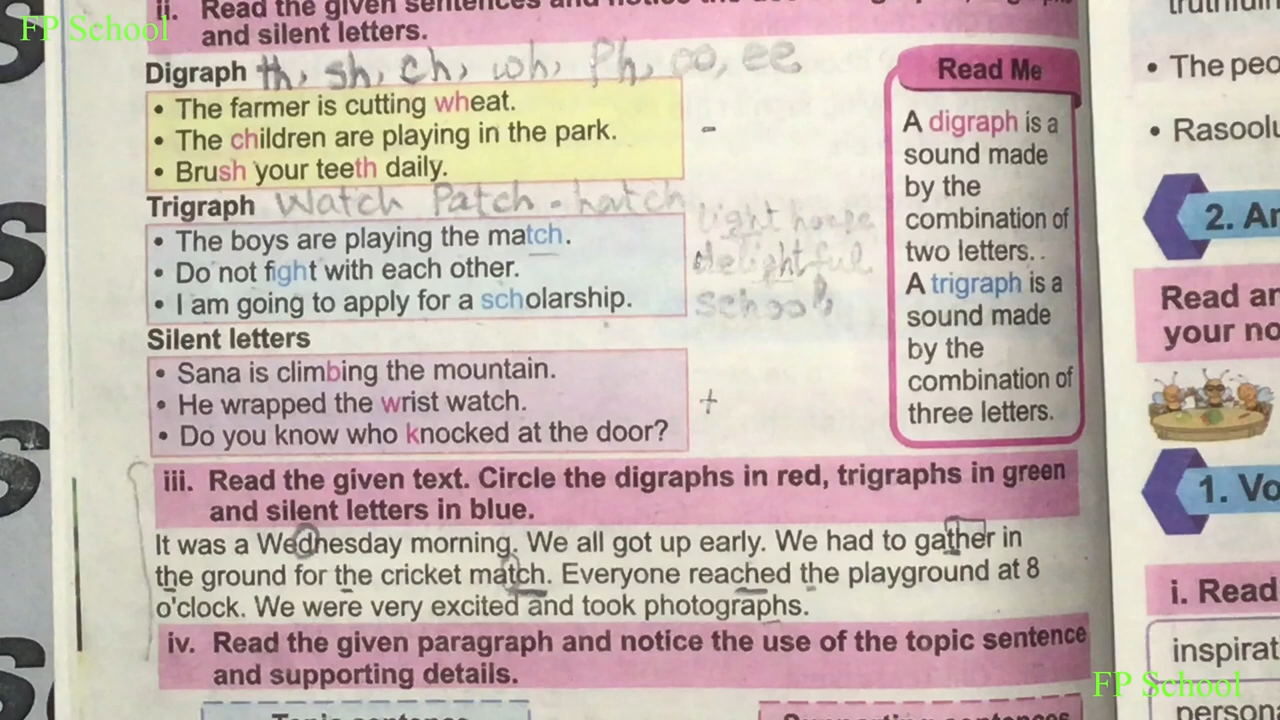 ii. Read the given sentences and notice the use of
and silent letters.
FP School
Digraph th, sh, ch, wh, Ph, oo, ee
• The farmer is cutting wheat.
• The children are playing in the park.
• Brush your teeth daily.
-
Trigraph Watch Patch - hatch
• The boys are playing the match.
• Do not fight with each other.
• I am going to apply for a scholarship.
light house
delightful
school,
Silent letters
• Sana is climbing the mountain.
• He wrapped the wrist watch.
• Do you know who knocked at the door?
+
Read Me
A digraph is a
sound made
by the
combination of
two letters..
A trigraph is a
sound made
by the
combination of
three letters.
iii. Read the given text. Circle the digraphs in red, trigraphs in green
and silent letters in blue.
It was a Wednesday morning. We all got up early. We had to gather in
the ground for the cricket match. Everyone reached the playground at 8
o'clock. We were very excited and took photographs.
iv. Read the given paragraph and notice the use of the topic sentence
and supporting details.
Topic sentence
Supporting sentences
• The
• 
2.
Read
your
1.
i. Read
FP School